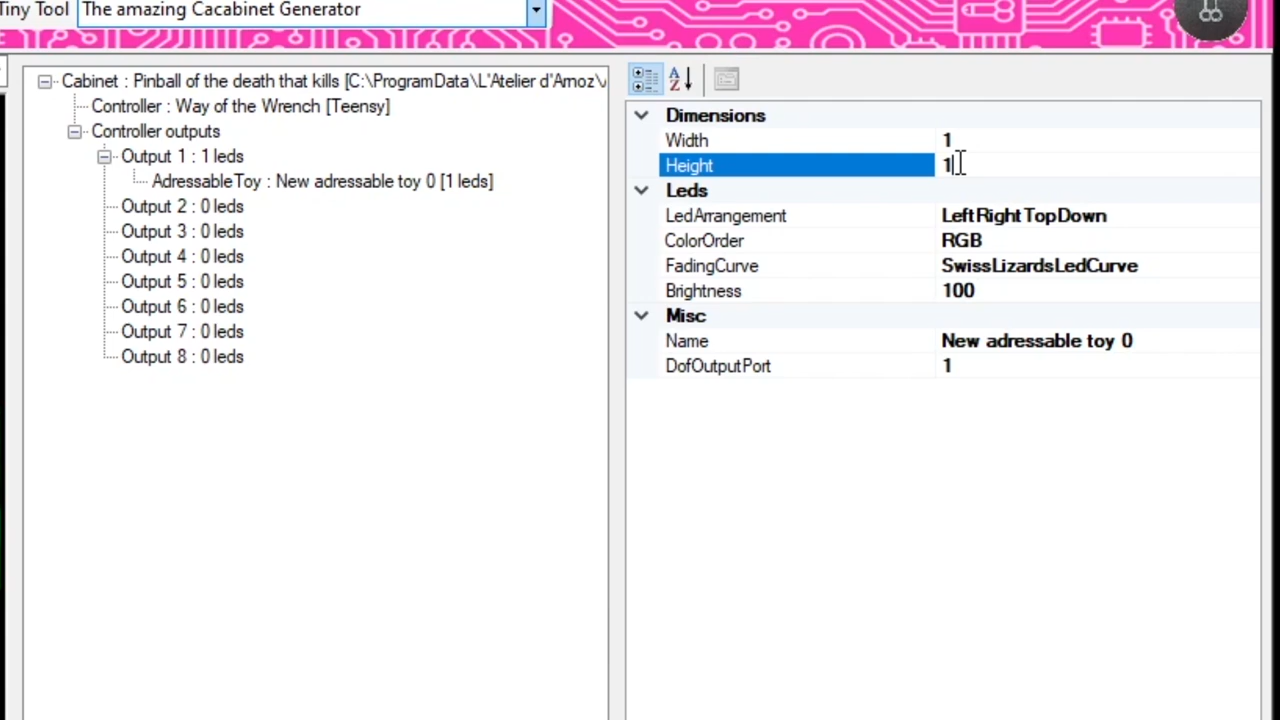 Tiny Tool The amazing Cacabinet Generator
Cabinet : Pinball of the death that kills [C:\ProgramData\L'Atelier d'Amoz\
Controller : Way of the Wrench [Teensy]
Controller outputs
Output 1 : 1 leds
AdressableToy : New adressable toy 0 [1 leds]
Output 2 : 0 leds
Output 3 : 0 leds
Output 4 : 0 leds
Output 5 : 0 leds
Output 6 : 0 leds
Output 7 : 0 leds
Output 8 : 0 leds
A
Z
Dimensions
Width 1
Height 1
Leds
LedArrangement LeftRightTopDown
ColorOrder RGB
FadingCurve SwissLizardsLedCurve
Brightness 100
Misc
Name New adressable toy 0
DofOutputPort 1